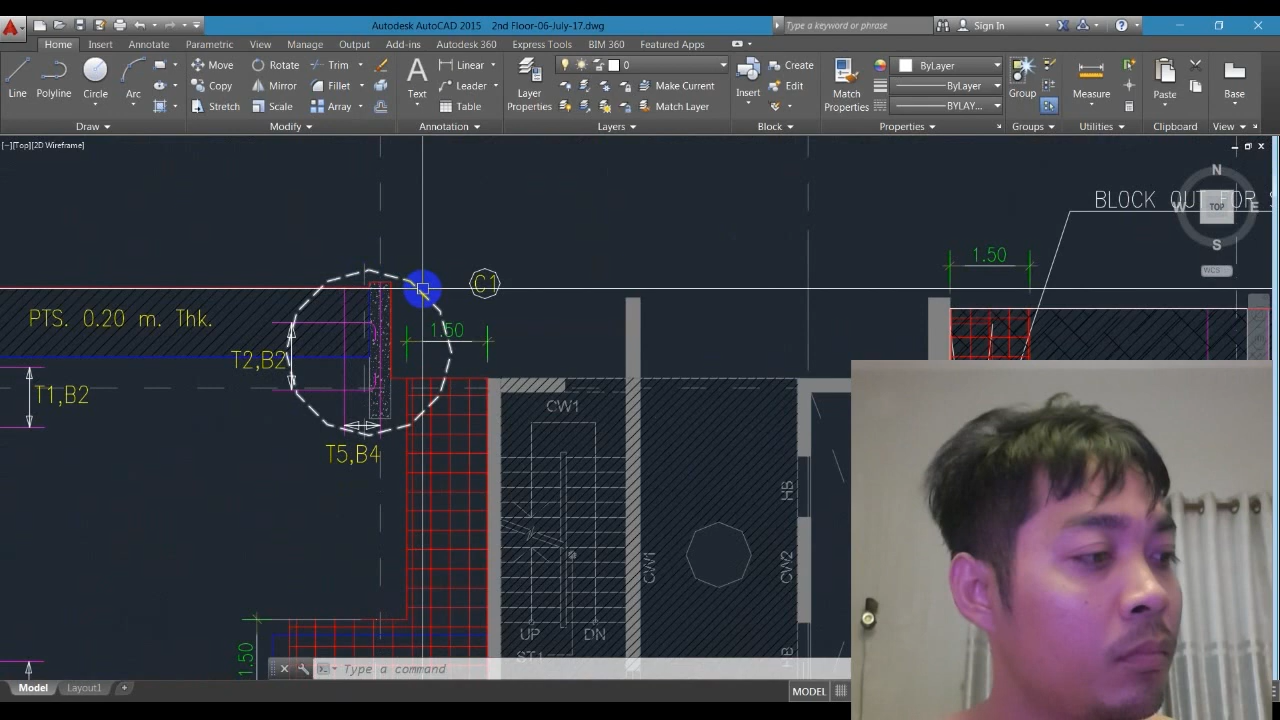 Autodesk AutoCAD 2015 2nd Floor-06-July-17.dwg
Type a keyword or phrase
Sign In
Home Insert Annotate Parametric View Manage Output Add-ins Autodesk 360 Express Tools BIM 360 Featured Apps
Line Polyline Circle Arc
Move Rotate Trim
Copy Mirror Fillet
Stretch Scale Array
Text
Linear
Leader
Table
Layer Properties
0
Make Current
Match Layer
Insert
Create
Edit
Match Properties
ByLayer
ByLayer
BYLAY...
Group
Measure
Paste
Base
Draw Modify Annotation Layers Block Properties Groups Utilities Clipboard View
[−][Top][2D Wireframe]
N
W TOP E
S
WCS
BLOCK OUT FOR S
1.50
C1
PTS. 0.20 m. Thk.
1.50
T2,B2
T1,B2
T5,B4
CW1
HB
CW1
CW2
UP DN
ST1
HB
1.50
Type a command
Model Layout1 +
MODEL